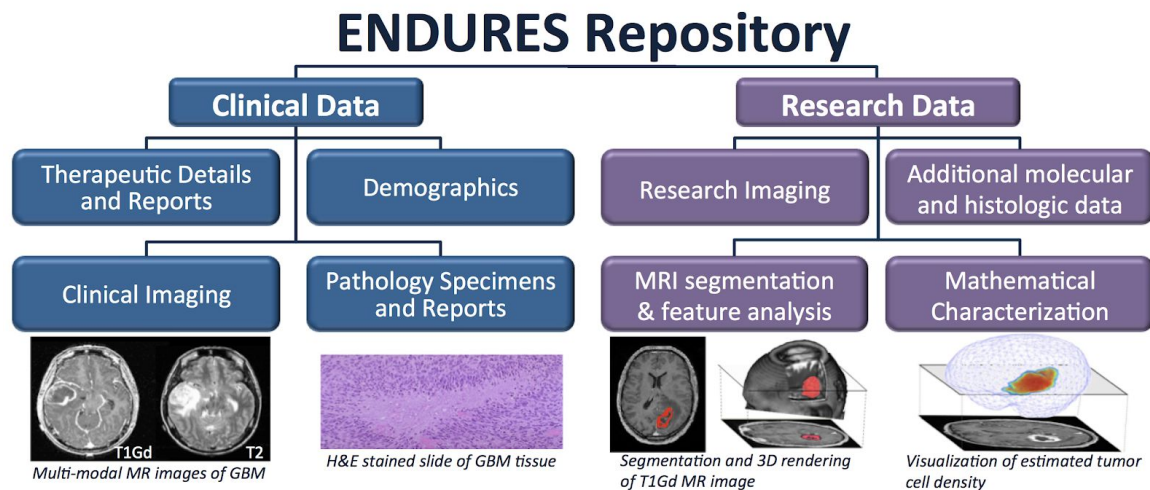 ENDURES Repository
Clinical Data
Research Data
Therapeutic Details
and Reports
Demographics
Research Imaging
Additional molecular
and histologic data
Clinical Imaging
Pathology Specimens
and Reports
MRI segmentation
& feature analysis
Mathematical
Characterization
T1Gd
T2
Multi-modal MR images of GBM
H&E stained slide of GBM tissue
Segmentation and 3D rendering
of T1Gd MR image
Visualization of estimated tumor
cell density